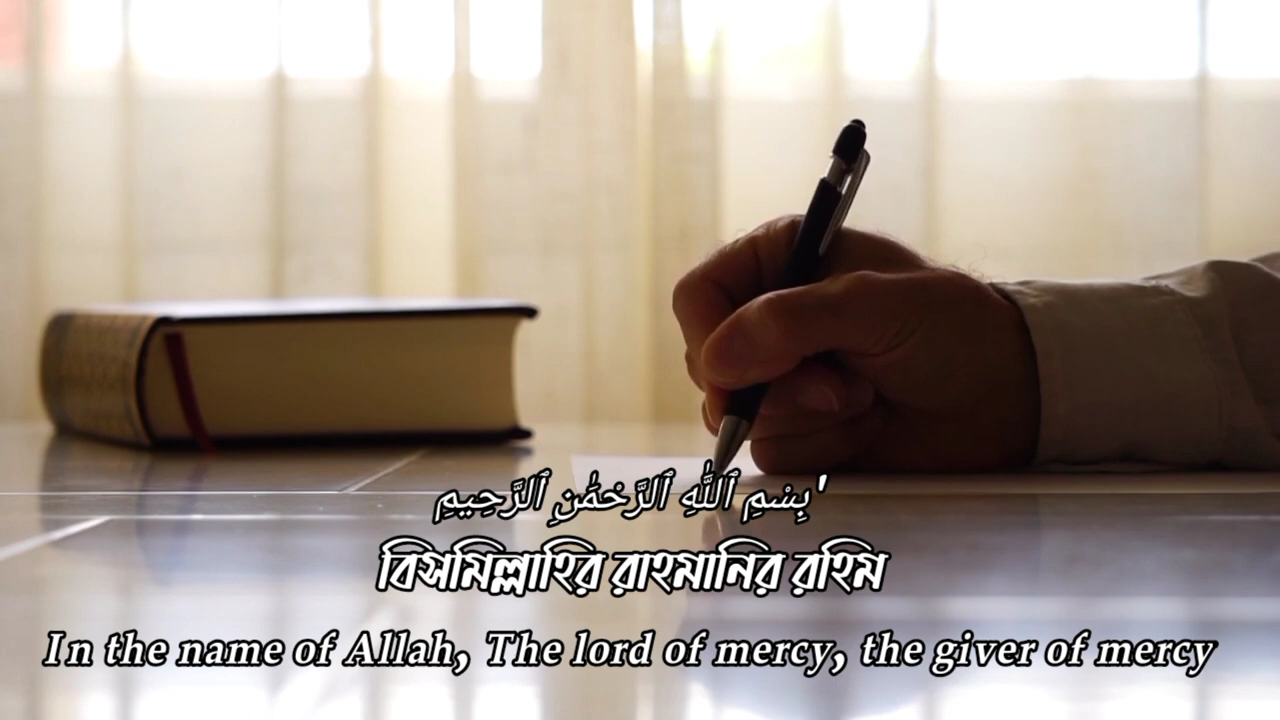 'بِسْمِ ٱللَّهِ ٱلرَّحْمَٰنِ ٱلرَّحِيمِ
বিসমিল্লাহির রাহমানির রহিম
In the name of Allah, The lord of mercy, the giver of mercy